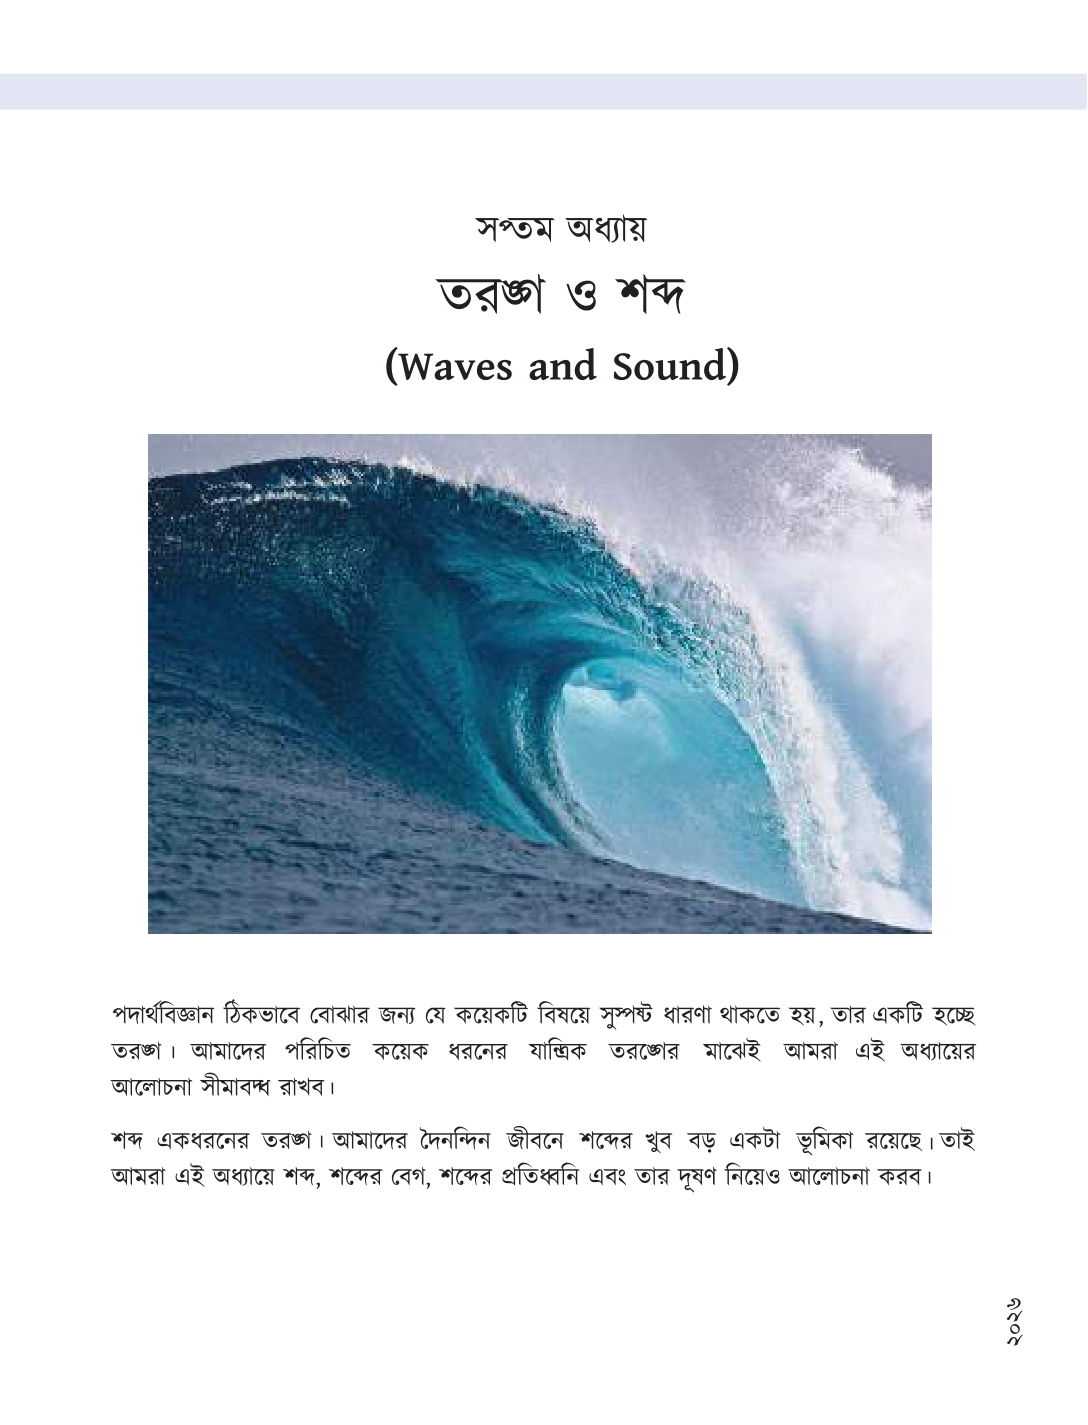 সপ্তম অধ্যায়
তরঙ্গ ও শব্দ
(Waves and Sound)
পদার্থবিজ্ঞান ঠিকভাবে বোঝার জন্য যে কয়েকটি বিষয়ে সুস্পষ্ট ধারণা থাকতে হয়, তার একটি হচ্ছে
তরঙ্গ। আমাদের পরিচিত কয়েক ধরনের যান্ত্রিক তরঙ্গের মাঝেই আমরা এই অধ্যায়ের
আলোচনা সীমাবদ্ধ রাখব।
শব্দ একধরনের তরঙ্গ। আমাদের দৈনন্দিন জীবনে শব্দের খুব বড় একটা ভূমিকা রয়েছে। তাই
আমরা এই অধ্যায়ে শব্দ, শব্দের বেগ, শব্দের প্রতিধ্বনি এবং তার দূষণ নিয়েও আলোচনা করব।
২০২৬